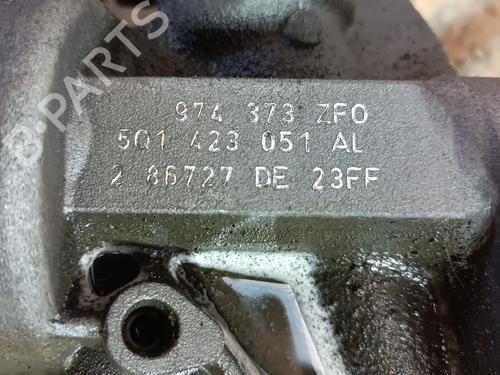 B-PARTS
974 373 ZFO
5Q1 423 051 AL
2 86727 DE 23FF